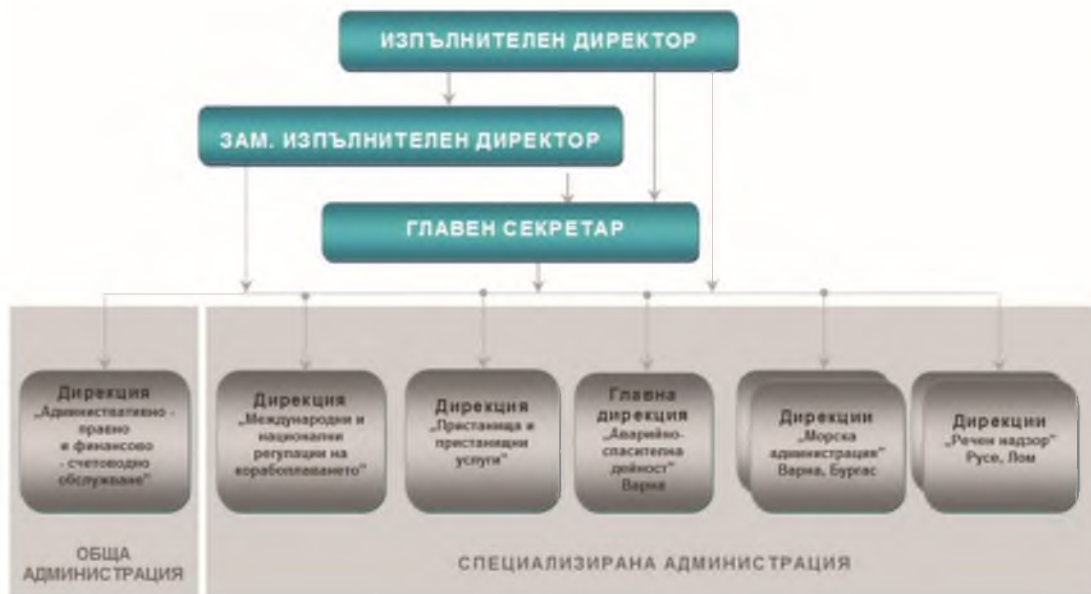 ИЗПЪЛНИТЕЛЕН ДИРЕКТОР
ЗАМ. ИЗПЪЛНИТЕЛЕН ДИРЕКТОР
ГЛАВЕН СЕКРЕТАР
Дирекция
„Административно -
правно
и финансово
- счетоводно
обслужване"
Дирекция
„Международни и
национални
регулации на
корабоплаването"
Дирекция
„Пристанища и
пристанищни
услуги"
Главна
дирекция
„Аварийно-
спасителна
дейност"
Варна
Дирекции
„Морска
администрация"
Варна, Бургас
Дирекции
„Речен надзор"
Русе, Лом
ОБЩА
АДМИНИСТРАЦИЯ
СПЕЦИАЛИЗИРАНА АДМИНИСТРАЦИЯ